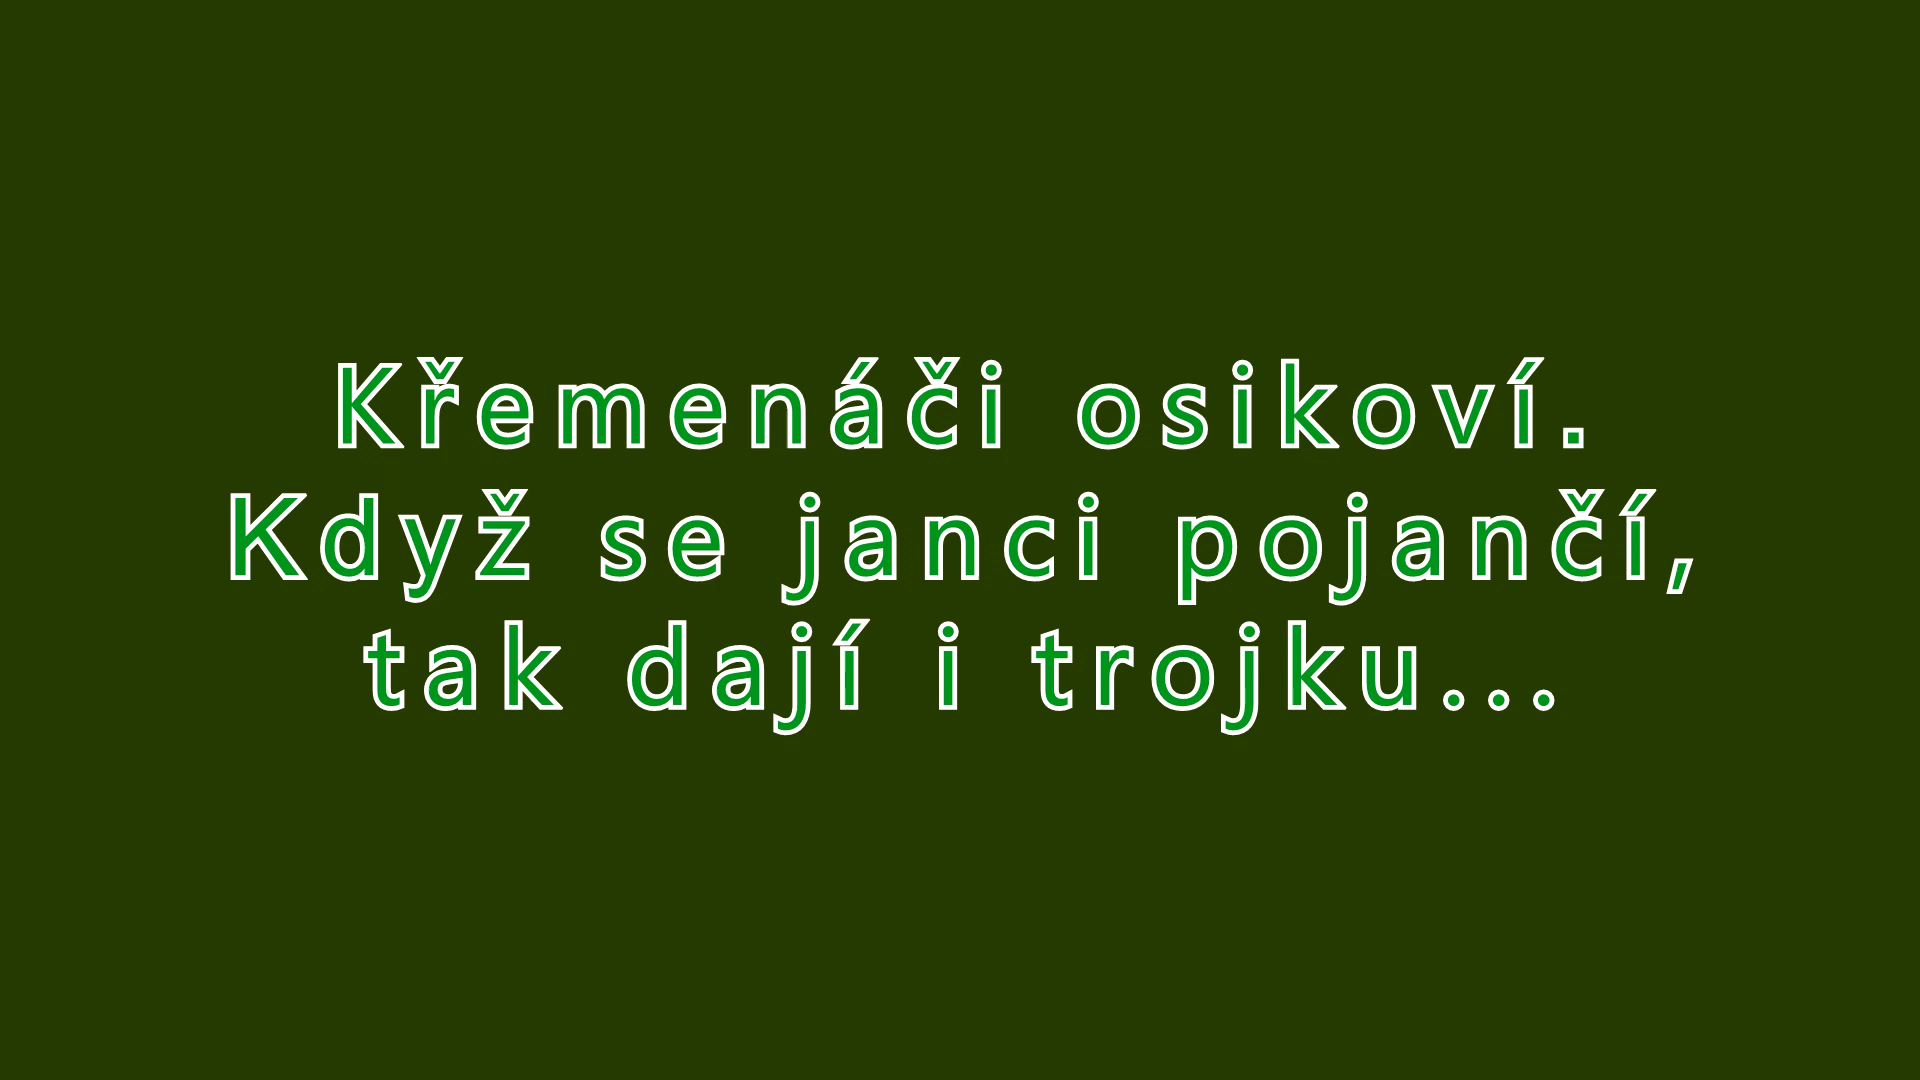 Křemenáči osikoví.
Když se janci pojančí,
tak dají i trojku...